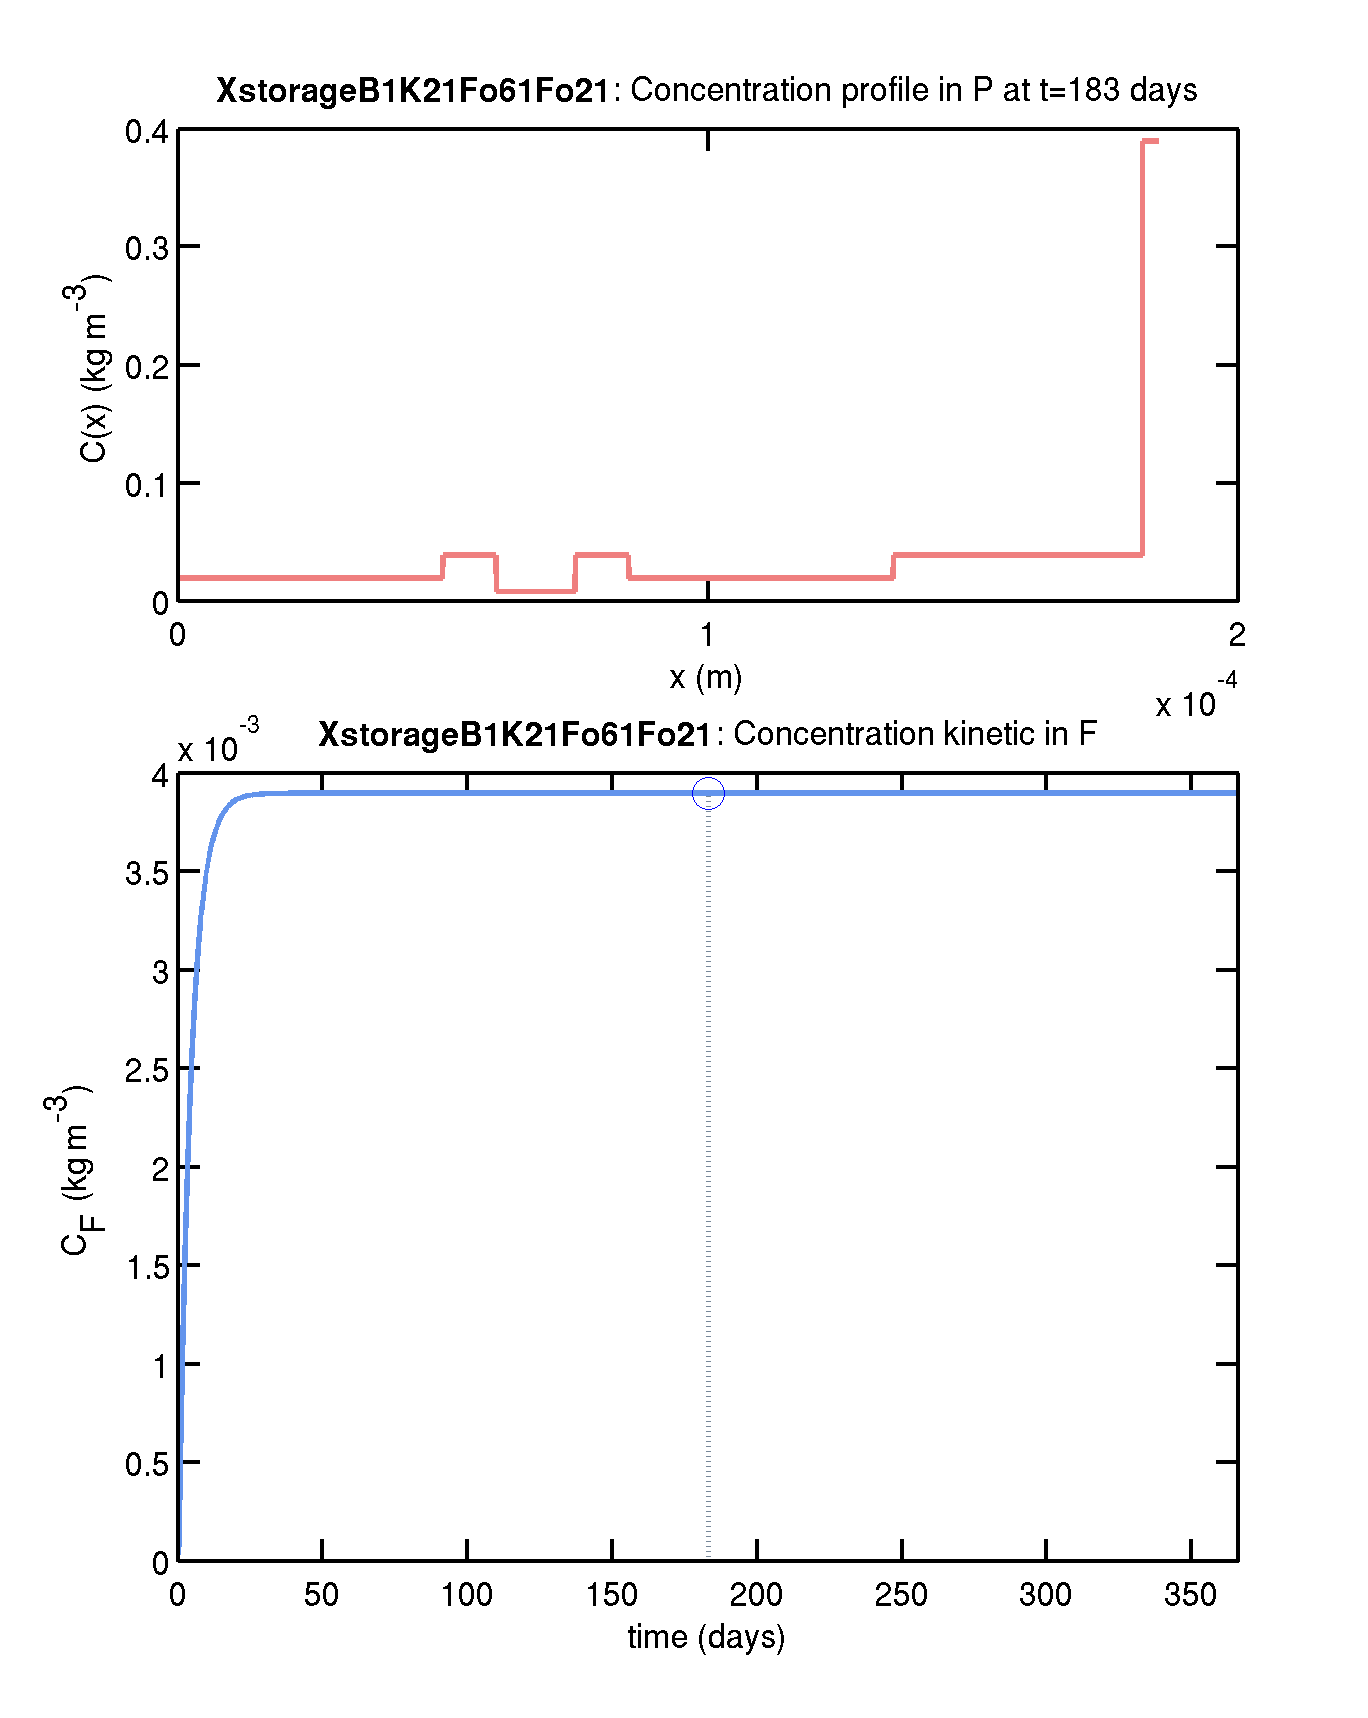 XstorageB1K21Fo61Fo21: Concentration profile in P at t=183 days
0.4
0.3
0.2
0.1
0
C(x) (kg m-3)
0 1 2
x (m)
x 10-4
x 10-3
XstorageB1K21Fo61Fo21: Concentration kinetic in F
4
3.5
3
2.5
2
1.5
1
0.5
0
CF (kg m-3)
0 50 100 150 200 250 300 350
time (days)